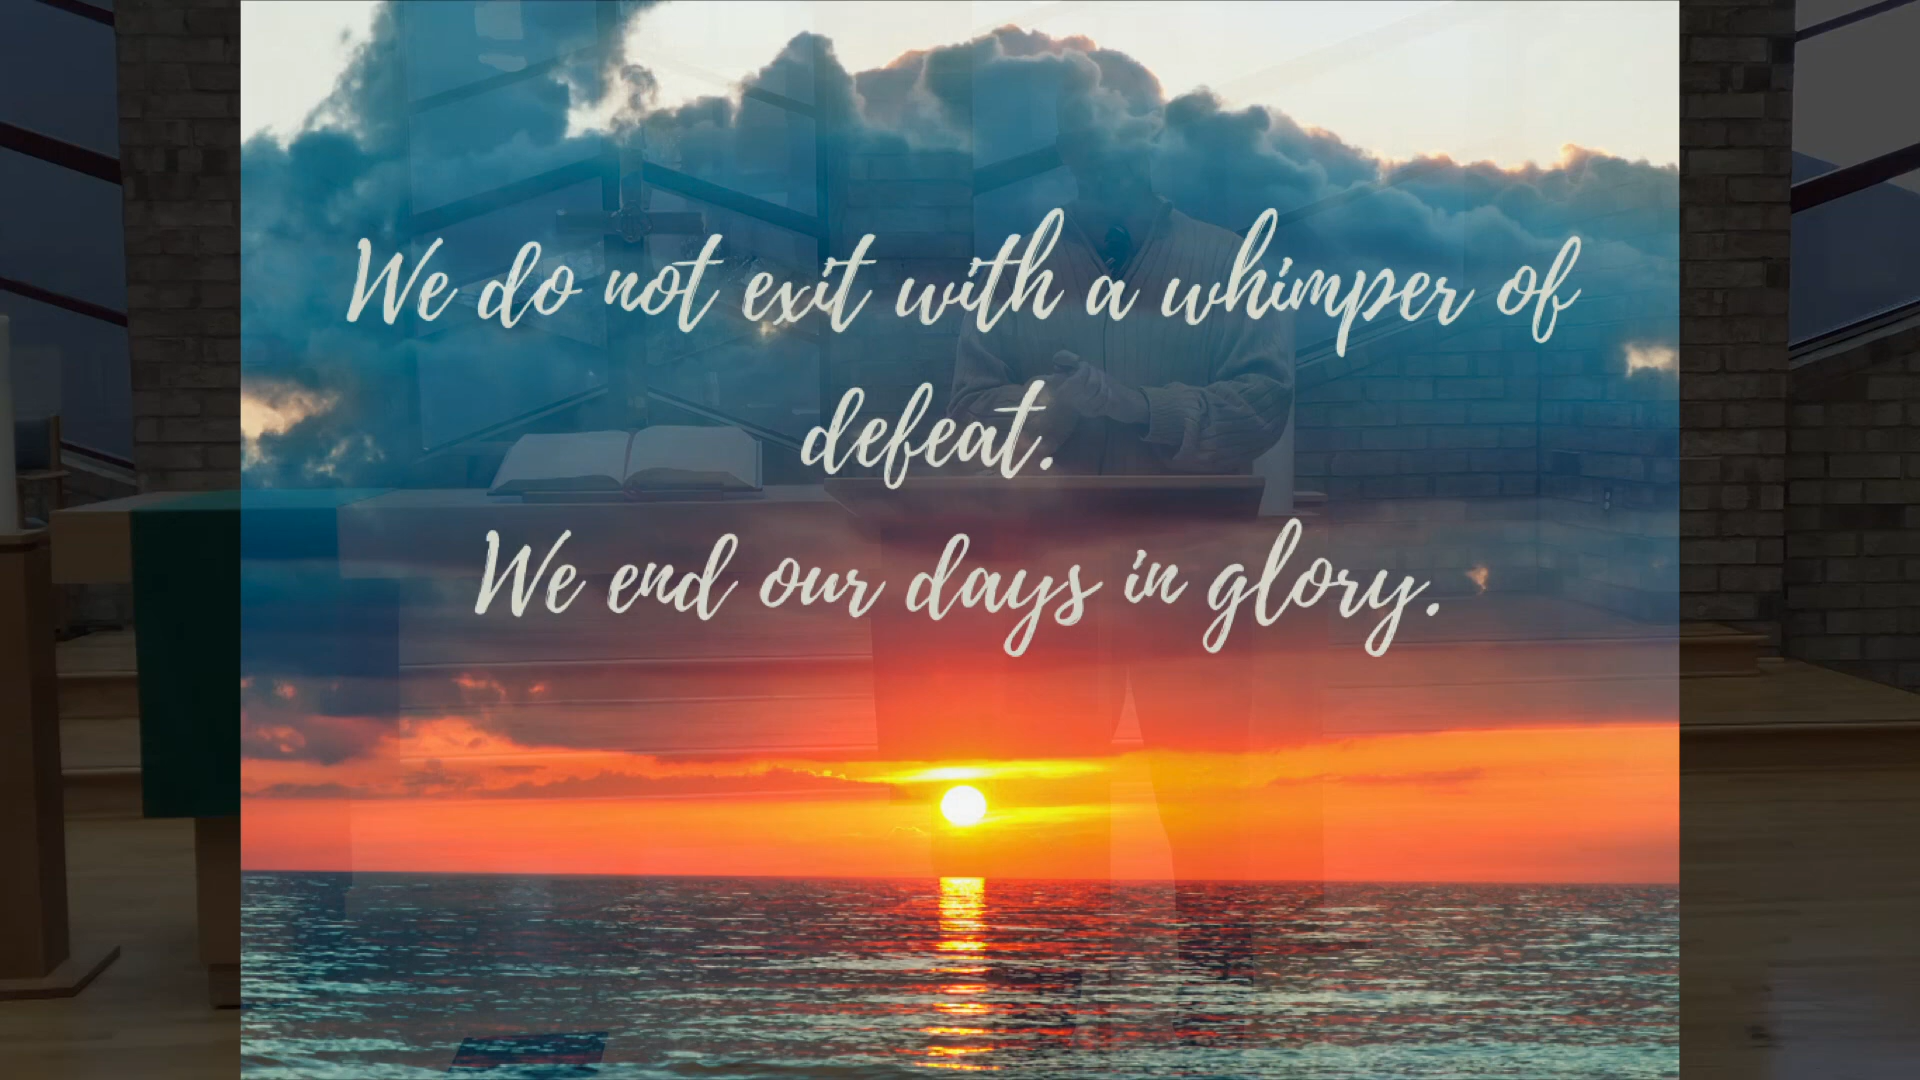 We do not exit with a whimper of
defeat.
We end our days in glory.